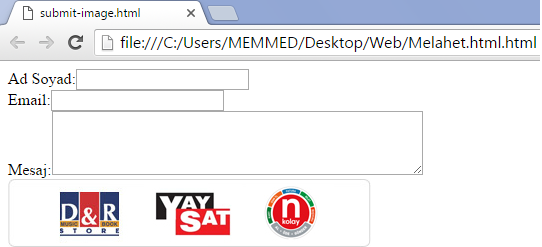 submit-image.html
file:///C:/Users/MEMMED/Desktop/Web/Melahet.html.html
Ad Soyad:
Email:
Mesaj:
D&R
MUSIC BOOK
STORE
YAY
SAT
n
kolay